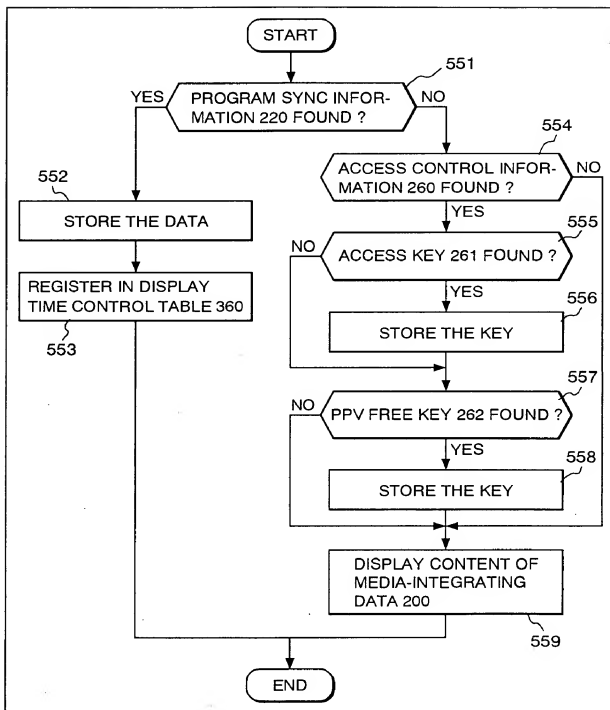 START
551
YES
PROGRAM SYNC INFOR-
MATION 220 FOUND ?
NO
554
ACCESS CONTROL INFOR-
MATION 260 FOUND ?
NO
552
STORE THE DATA
YES
555
NO
ACCESS KEY 261 FOUND ?
REGISTER IN DISPLAY
TIME CONTROL TABLE 360
553
YES
556
STORE THE KEY
557
NO
PPV FREE KEY 262 FOUND ?
YES
558
STORE THE KEY
DISPLAY CONTENT OF
MEDIA-INTEGRATING
DATA 200
559
END